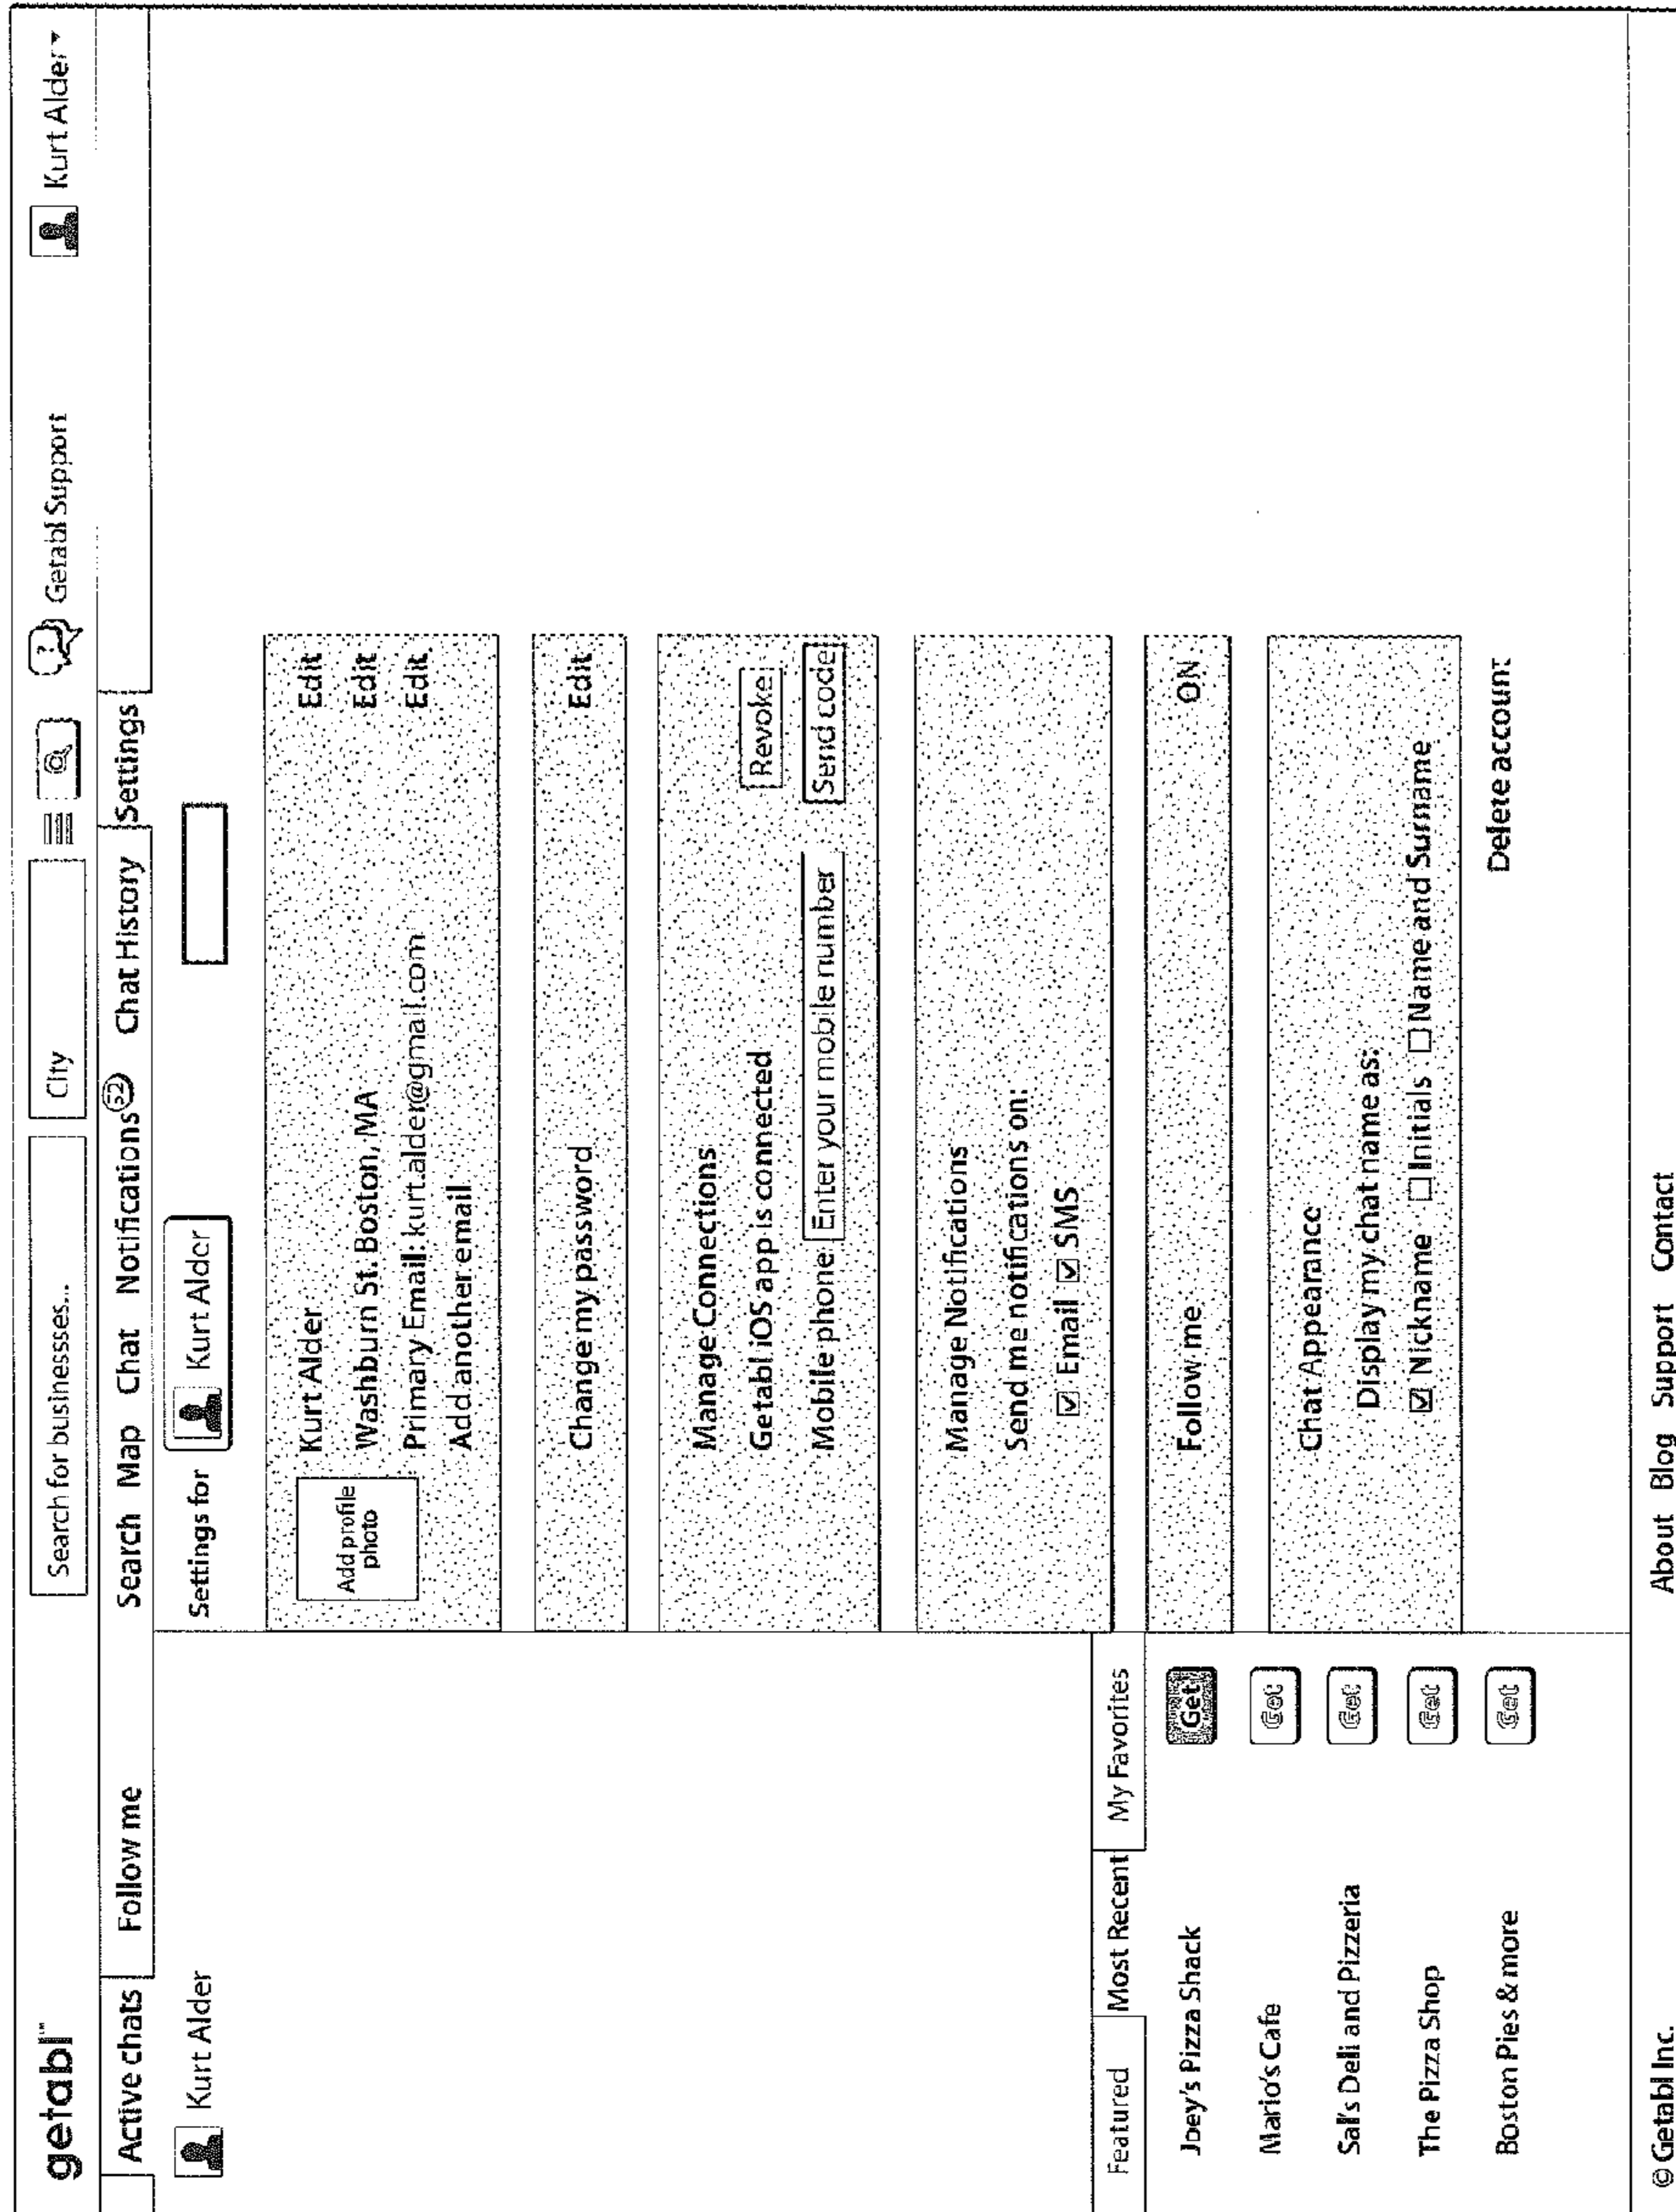 getabl™ Search for businesses... City Getabl Support Kurt Alder
Active chats Follow me Search Map Chat Notifications 52 Chat History Settings
Kurt Alder
Settings for Kurt Alder
Add profile
photo
Kurt Alder Edit
Washburn St. Boston, MA Edit
Primary Email: kurt.alder@gmail.com Edit
Add another email
Change my password Edit
Manage Connections
Getabl iOS app is connected Revoke
Mobile phone Enter your mobile number Send code
Manage Notifications
Send me notifications on:
Email SMS
Follow me ON
Chat Appearance
Display my chat name as:
Nickname Initials Name and Surname
Delete account
Featured Most Recent My Favorites
Joey's Pizza Shack Get
Mario's Cafe Get
Sal's Deli and Pizzeria Get
The Pizza Shop Get
Boston Pies & more Get
© Getabl Inc. About Blog Support Contact